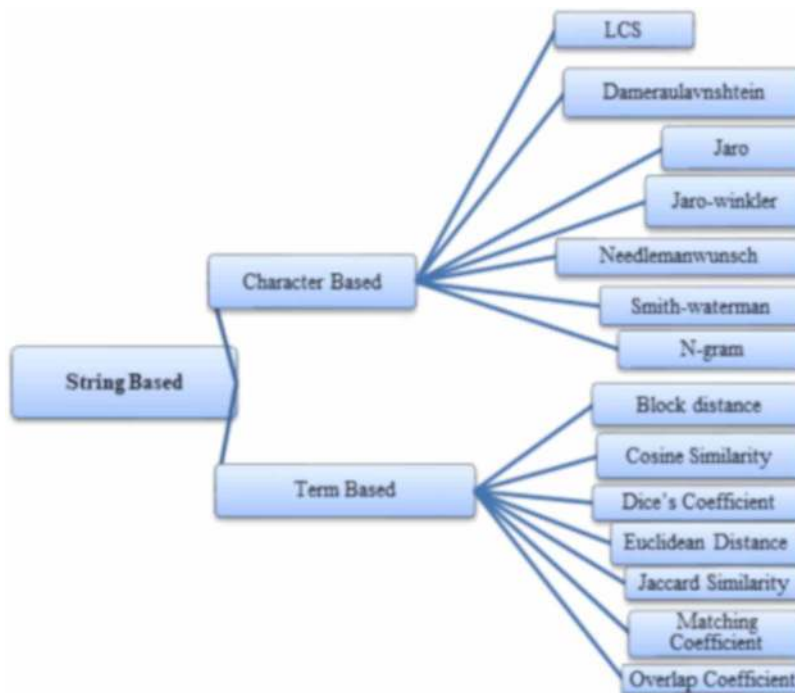 LCS
Dameraulavnshtein
Jaro
Jaro-winkler
Needlemanwunsch
Smith-waterman
N-gram
Character Based
String Based
Term Based
Block distance
Cosine Similarity
Dice's Coefficient
Euclidean Distance
Jaccard Similarity
Matching
Coefficient
Overlap Coefficient